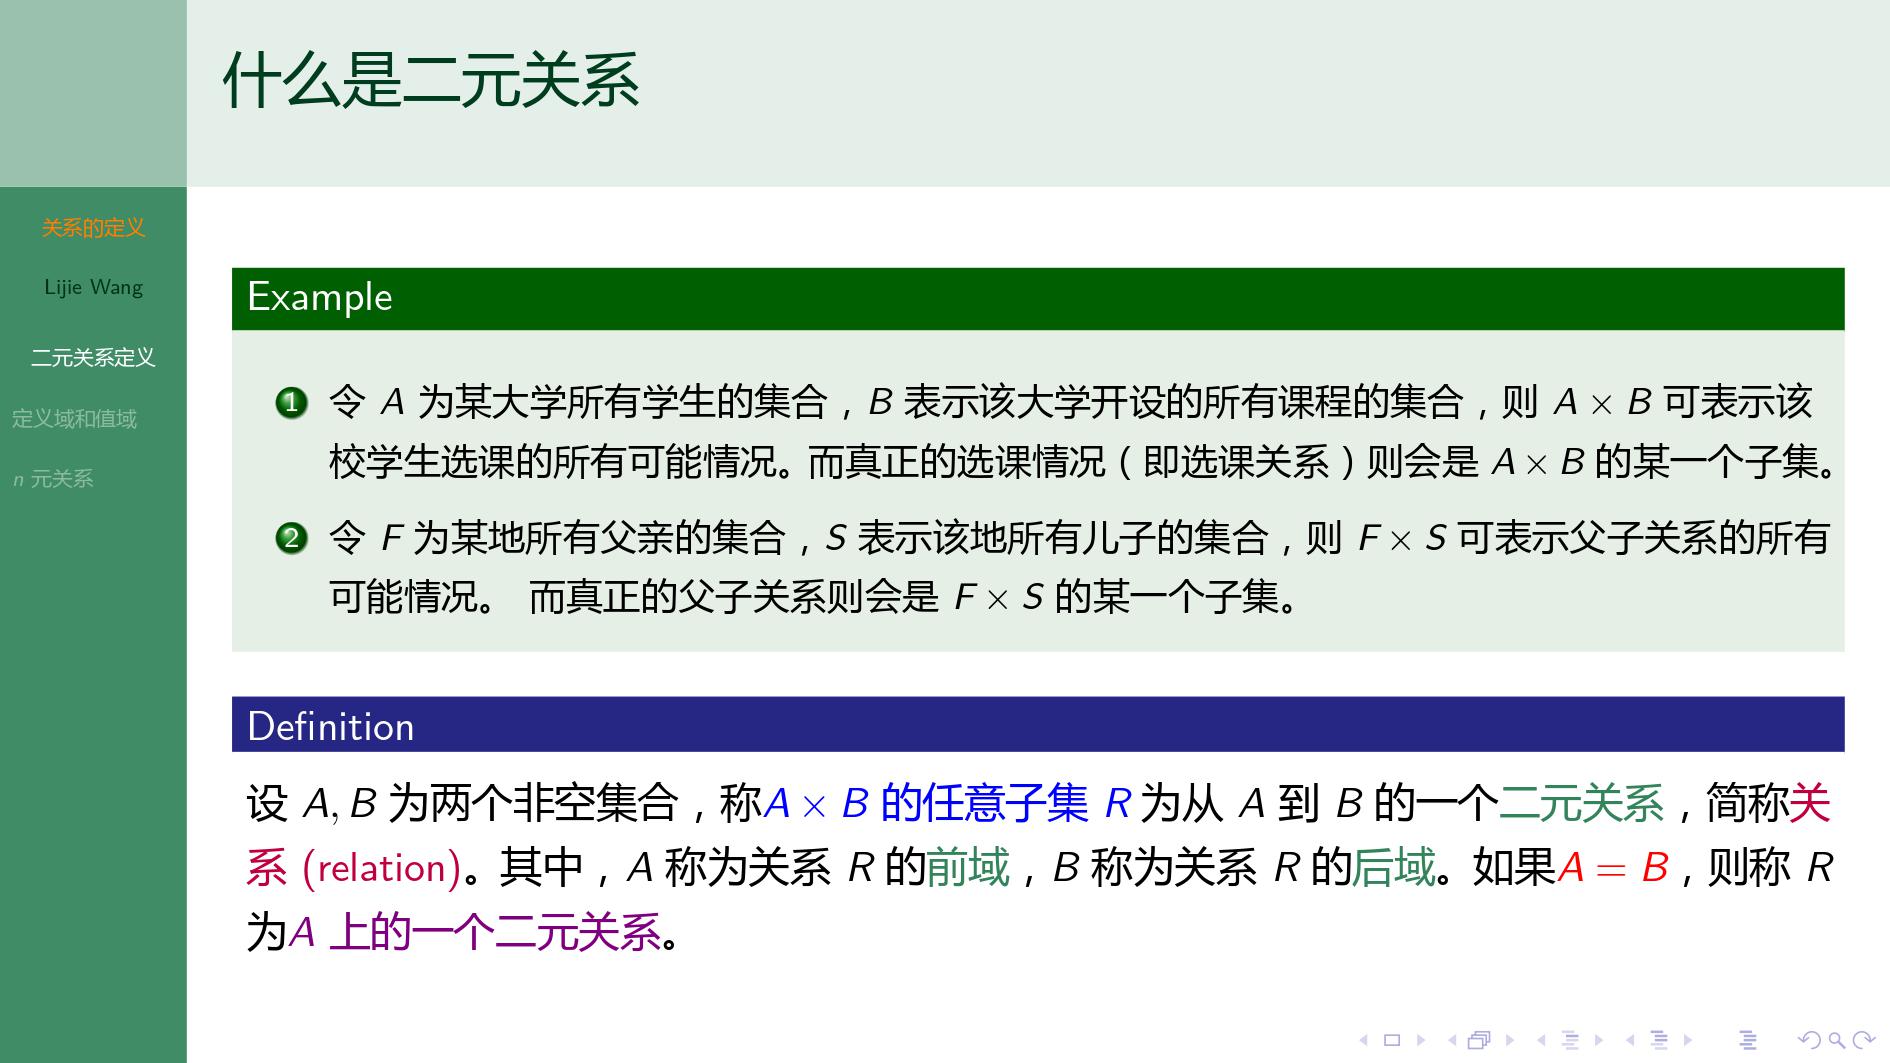 什么是二元关系
关系的定义
Lijie Wang
二元关系定义
定义域和值域
n 元关系
Example
1 令 A 为某大学所有学生的集合，B 表示该大学开设的所有课程的集合，则 A × B 可表示该
校学生选课的所有可能情况。而真正的选课情况（即选课关系）则会是 A × B 的某一个子集。
2 令 F 为某地所有父亲的集合，S 表示该地所有儿子的集合，则 F × S 可表示父子关系的所有
可能情况。 而真正的父子关系则会是 F × S 的某一个子集。
Definition
设 A, B 为两个非空集合，称A × B 的任意子集 R 为从 A 到 B 的一个二元关系，简称关
系 (relation)。其中，A 称为关系 R 的前域，B 称为关系 R 的后域。如果A = B，则称 R
为A 上的一个二元关系。